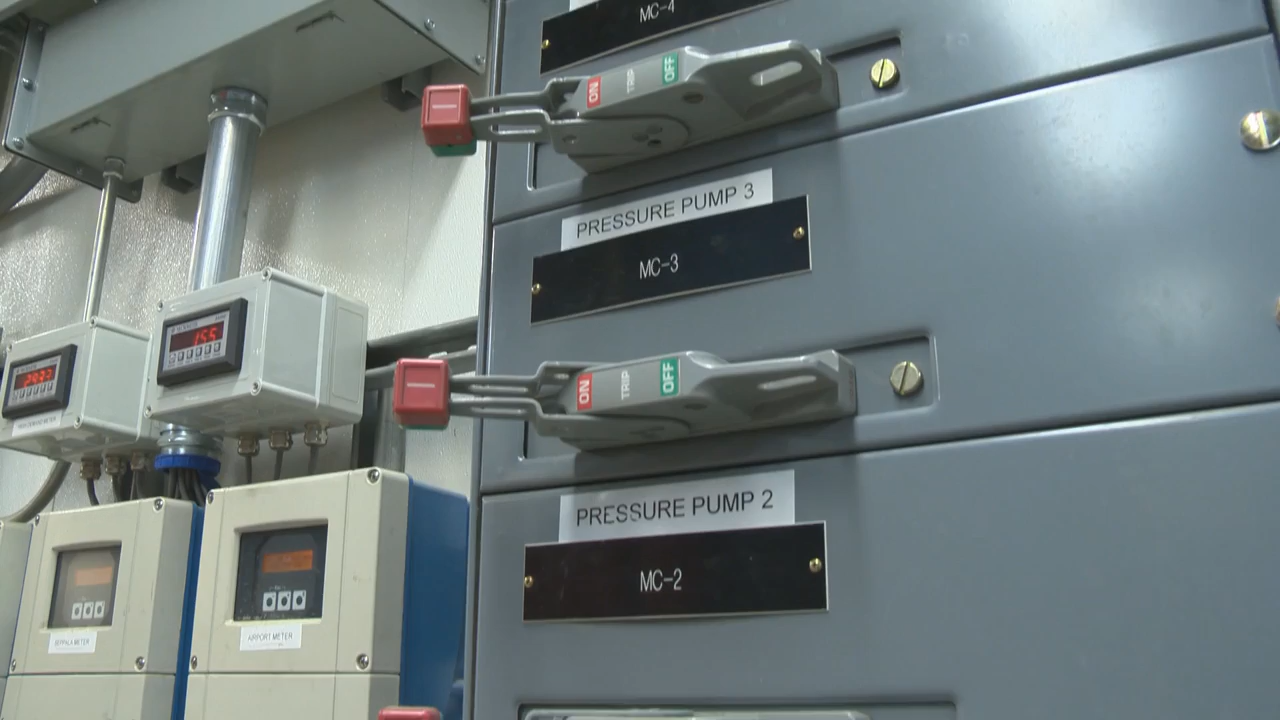 MC-4
ON TRIP OFF
PRESSURE PUMP 3
MC-3
155
ON TRIP OFF
PRESSURE PUMP 2
MC-2
AIRPORT METER